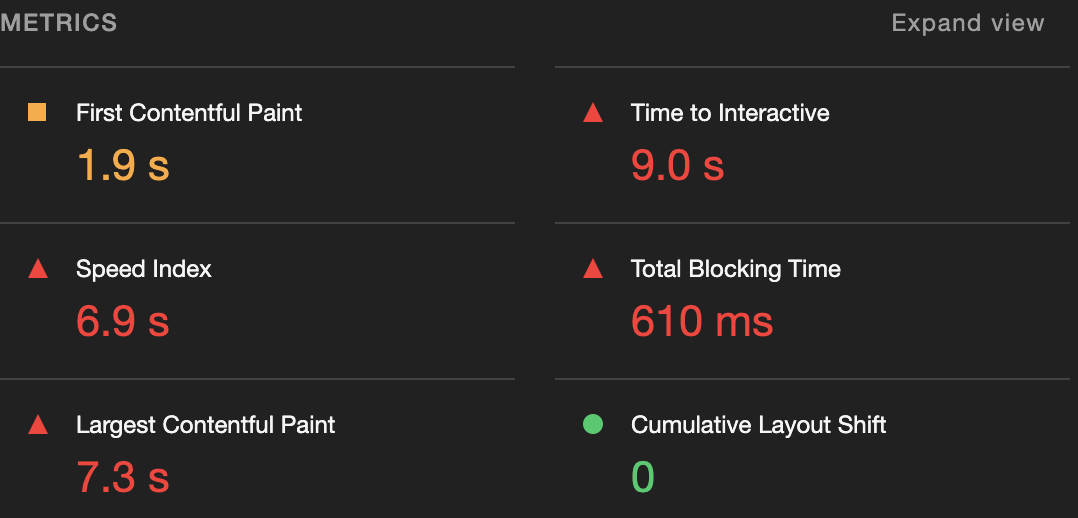 METRICS
Expand view
First Contentful Paint
1.9 s
Time to Interactive
9.0 s
Speed Index
6.9 s
Total Blocking Time
610 ms
Largest Contentful Paint
7.3 s
Cumulative Layout Shift
0